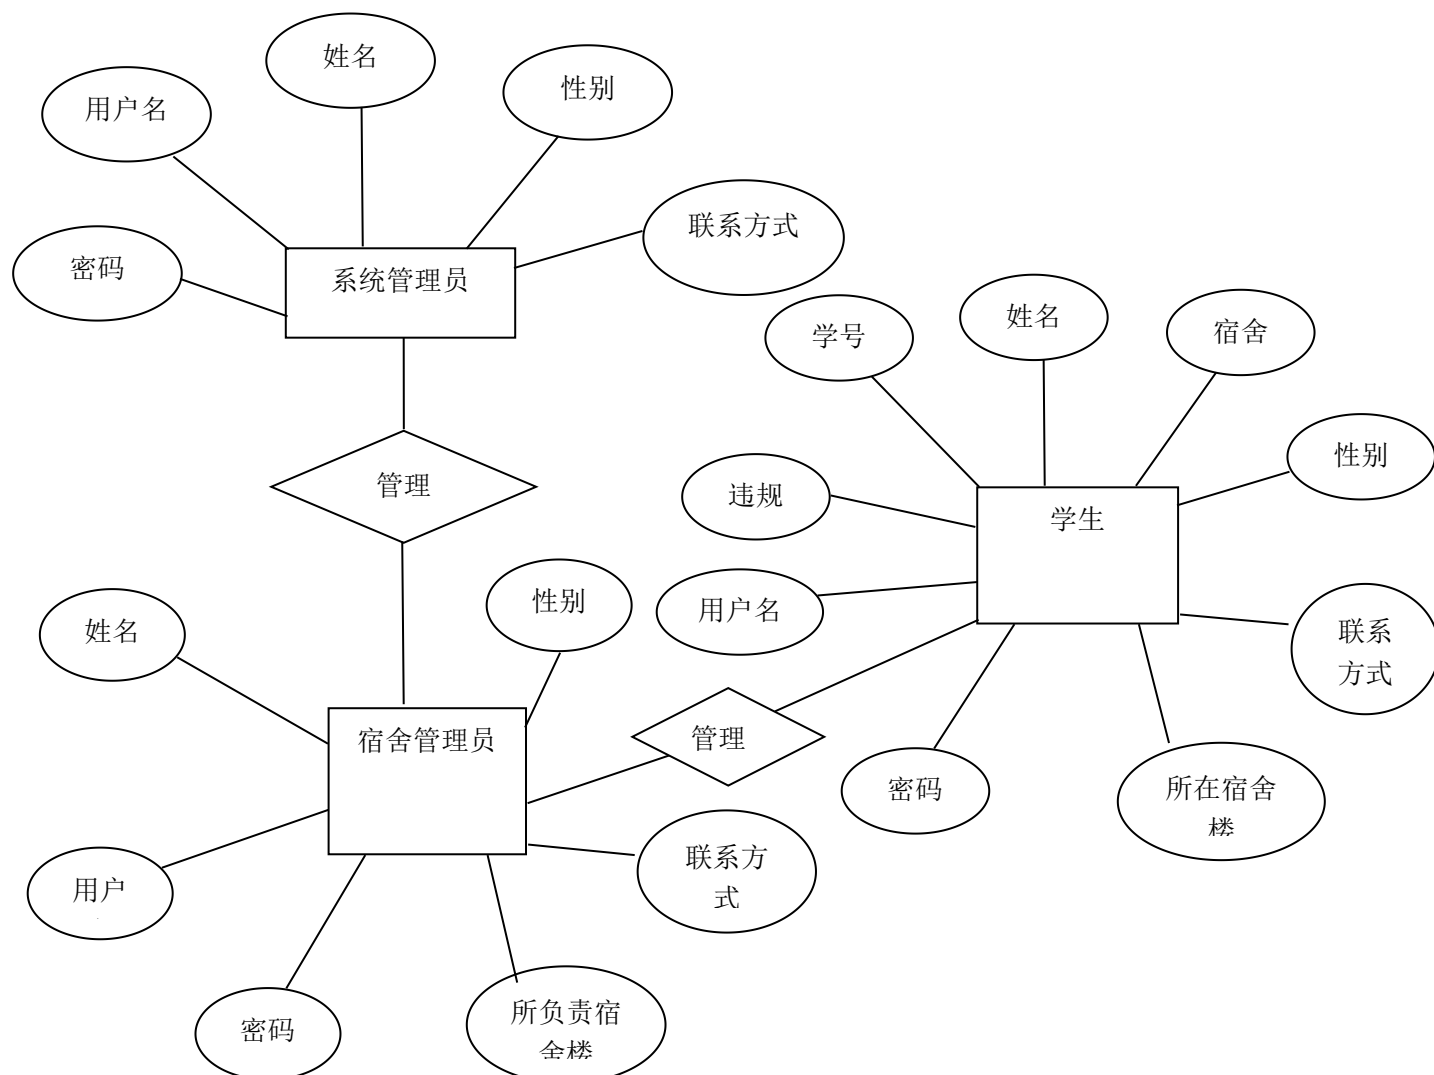 姓名
性别
用户名
联系方式
密码
系统管理员
学号
姓名
宿舍
性别
管理
违规
学生
用户名
性别
姓名
联系
方式
宿舍管理员
管理
密码
所在宿舍
楼
联系方
式
用户
密码
所负责宿
舍楼